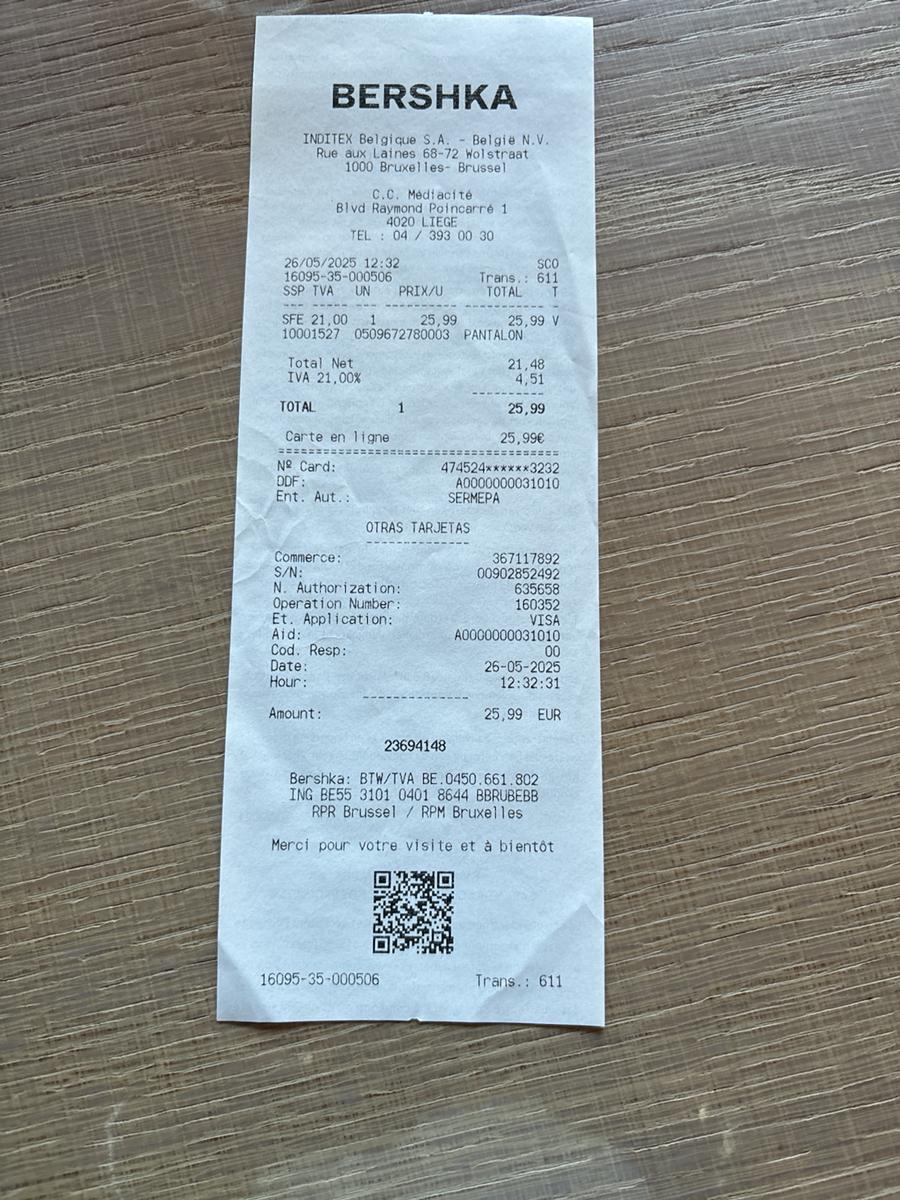 BERSHKA
INDITEX Belgique S.A. - België N.V.
Rue aux Laines 68-72 Wolstraat
1000 Bruxelles- Brussel
C.C. Médiacité
Blvd Raymond Poincarré 1
4020 LIEGE
TEL : 04 / 393 00 30
26/05/2025 12:32 SCO
16095-35-000506 Trans.: 611
SSP TVA UN PRIX/U TOTAL T
--- ----- --- --------- ----------- -
SFE 21,00 1 25,99 25,99 V
10001527 0509672780003 PANTALON
Total Net 21,48
IVA 21,00% 4,51
---------
TOTAL 1 25,99
Carte en ligne 25,99€
========================================
Nº Card: 474524******3232
DDF: A0000000031010
Ent. Aut.: SERMEPA
OTRAS TARJETAS
-------------
Commerce: 367117892
S/N: 00902852492
N. Authorization: 635658
Operation Number: 160352
Et. Application: VISA
Aid: A0000000031010
Cod. Resp: 00
Date: 26-05-2025
Hour: 12:32:31
-------------
Amount: 25,99 EUR
23694148
Bershka: BTW/TVA BE.0450.661.802
ING BE55 3101 0401 8644 BBRUBEBB
RPR Brussel / RPM Bruxelles
Merci pour votre visite et à bientôt
16095-35-000506 Trans.: 611